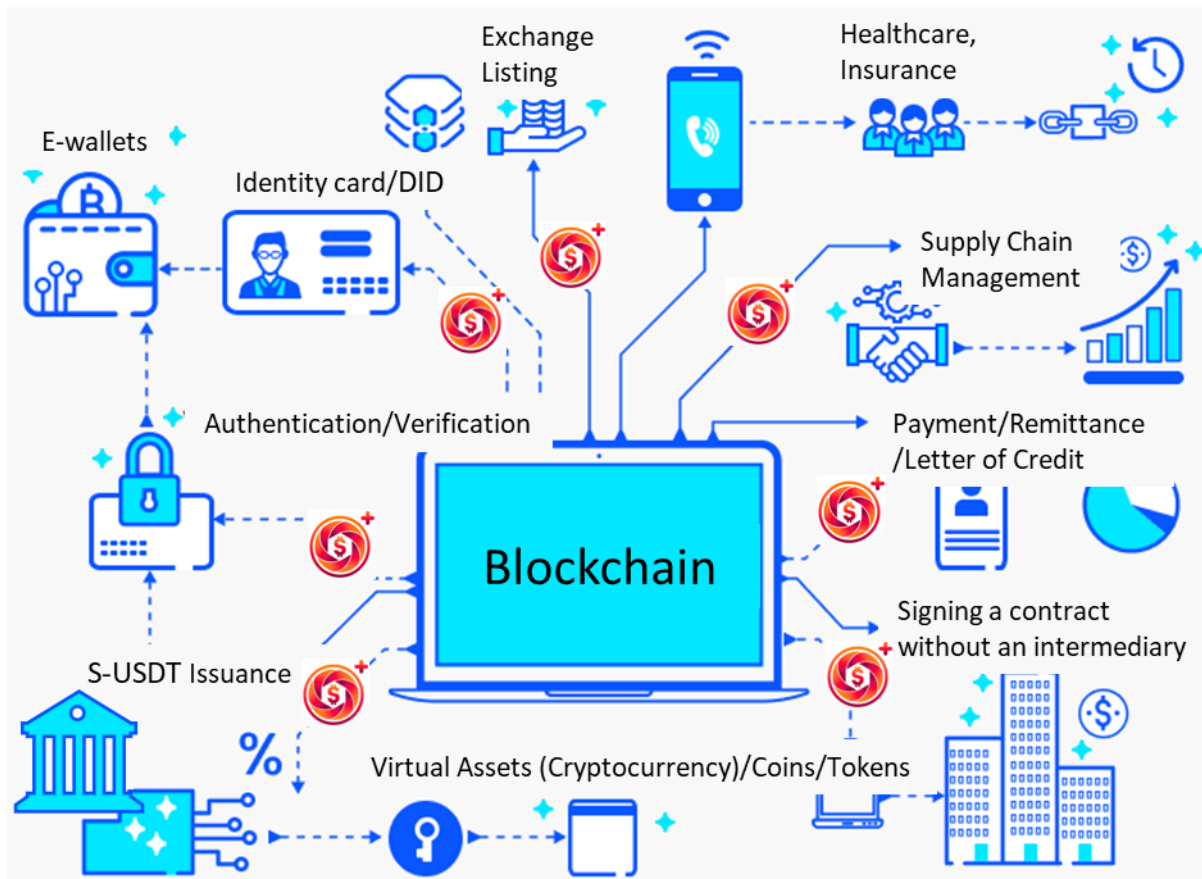 Exchange
Listing
Healthcare,
Insurance
E-wallets
Identity card/DID
Supply Chain
Management
Authentication/Verification
Payment/Remittance
/Letter of Credit
Blockchain
Signing a contract
without an intermediary
S-USDT Issuance
%
Virtual Assets (Cryptocurrency)/Coins/Tokens